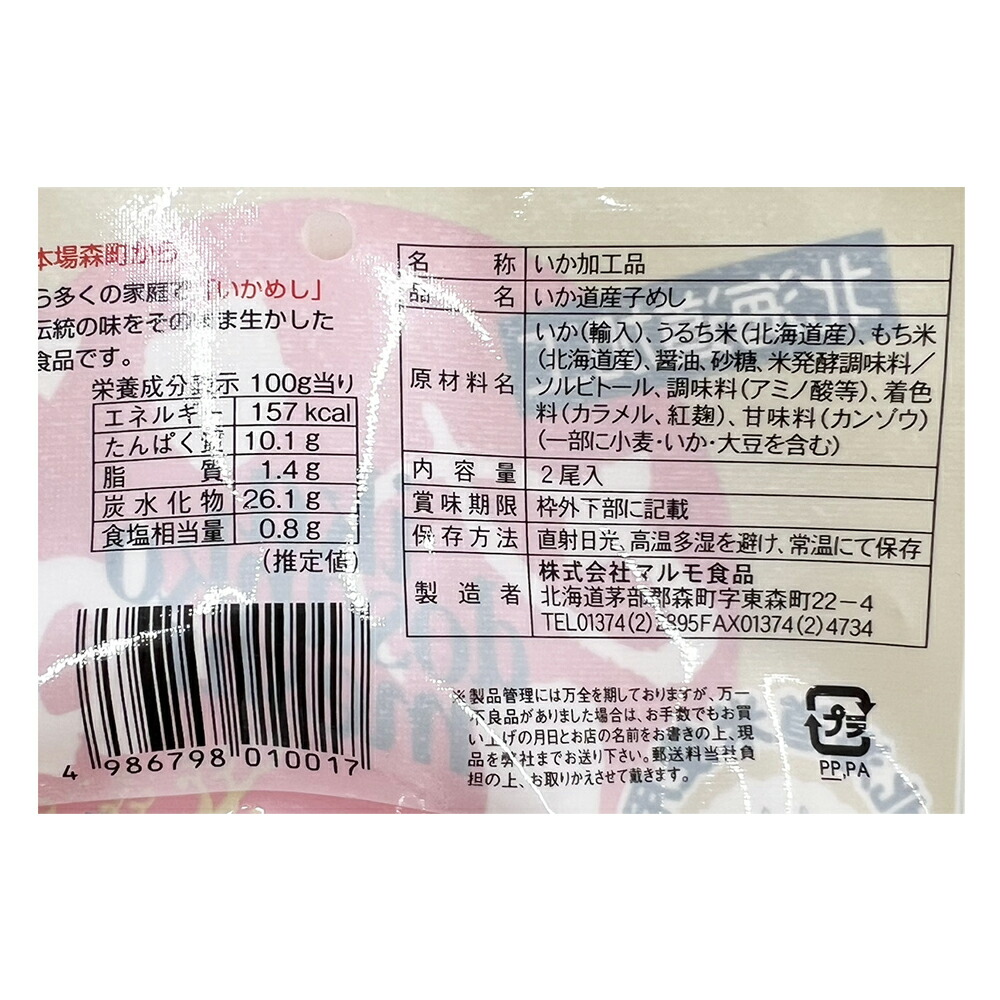 本場森町から
ら多くの家庭で「いかめし」
伝統の味をそのまま生かした
食品です。
栄養成分表示 100g当り
エネルギー 157kcal
たんぱく質 10.1g
脂質 1.4g
炭水化物 26.1g
食塩相当量 0.8g
(推定値)
4 986798 010017
名称 いか加工品
品名 いか道産子めし
原材料名 いか(輸入)、うるち米(北海道産)、もち米
(北海道産)、醤油、砂糖、米発酵調味料/
ソルビトール、調味料(アミノ酸等)、着色
料(カラメル、紅麹)、甘味料(カンゾウ)
(一部に小麦・いか・大豆を含む)
内容量 2尾入
賞味期限 枠外下部に記載
保存方法 直射日光、高温多湿を避け、常温にて保存
製造者 株式会社マルモ食品
北海道茅部郡森町字東森町22-4
TEL01374(2)2895FAX01374(2)4734
※製品管理には万全を期しておりますが、万一
不良品がありました場合は、お手数でもお買
い上げの月日とお店の名前をお書きの上、現
品を弊社までお送り下さい。郵送料当社負
担の上、お取りかえさせて戴きます。
プラ
PP,PA